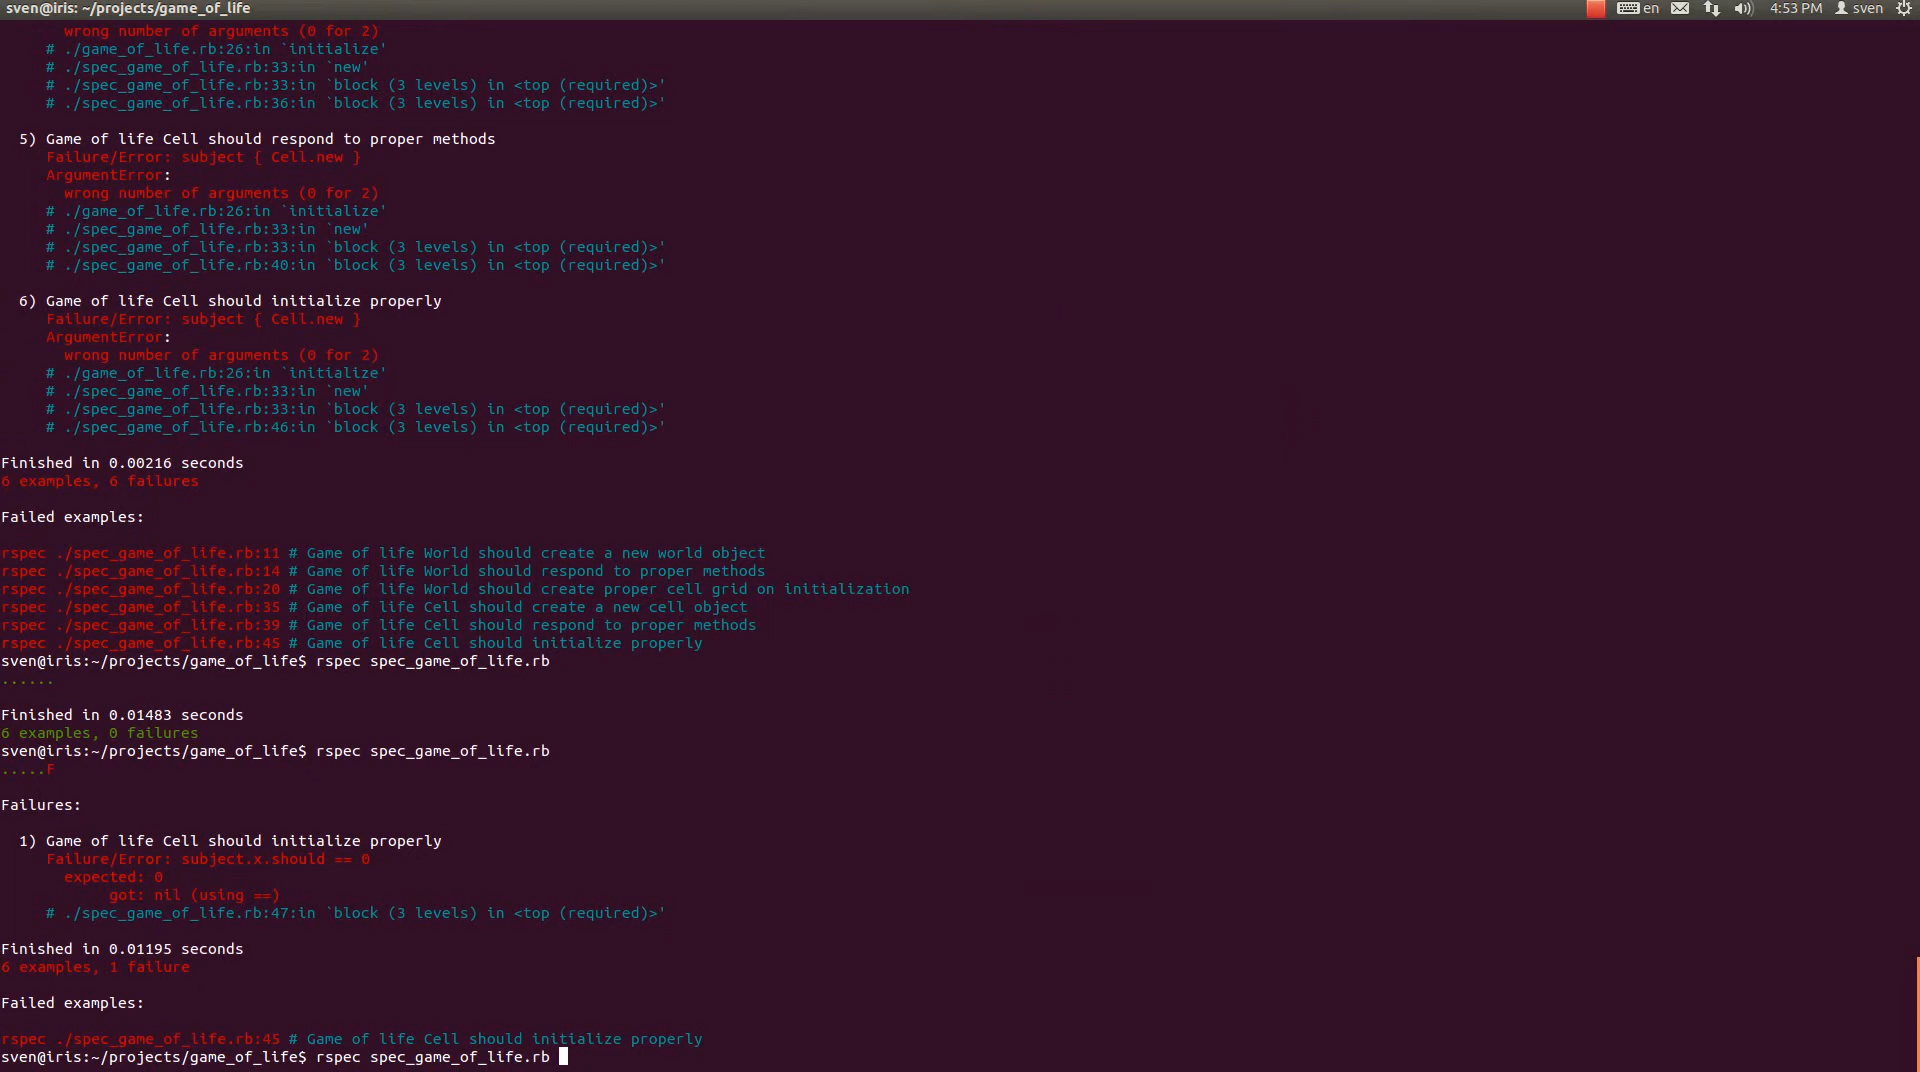 sven@iris: ~/projects/game_of_life
en 4:53 PM sven
wrong number of arguments (0 for 2)
# ./game_of_life.rb:26:in `initialize'
# ./spec_game_of_life.rb:33:in `new'
# ./spec_game_of_life.rb:33:in `block (3 levels) in <top (required)>'
# ./spec_game_of_life.rb:36:in `block (3 levels) in <top (required)>'
5) Game of life Cell should respond to proper methods
Failure/Error: subject { Cell.new }
ArgumentError:
wrong number of arguments (0 for 2)
# ./game_of_life.rb:26:in `initialize'
# ./spec_game_of_life.rb:33:in `new'
# ./spec_game_of_life.rb:33:in `block (3 levels) in <top (required)>'
# ./spec_game_of_life.rb:40:in `block (3 levels) in <top (required)>'
6) Game of life Cell should initialize properly
Failure/Error: subject { Cell.new }
ArgumentError:
wrong number of arguments (0 for 2)
# ./game_of_life.rb:26:in `initialize'
# ./spec_game_of_life.rb:33:in `new'
# ./spec_game_of_life.rb:33:in `block (3 levels) in <top (required)>'
# ./spec_game_of_life.rb:46:in `block (3 levels) in <top (required)>'
Finished in 0.00216 seconds
6 examples, 6 failures
Failed examples:
rspec ./spec_game_of_life.rb:11 # Game of life World should create a new world object
rspec ./spec_game_of_life.rb:14 # Game of life World should respond to proper methods
rspec ./spec_game_of_life.rb:20 # Game of life World should create proper cell grid on initialization
rspec ./spec_game_of_life.rb:35 # Game of life Cell should create a new cell object
rspec ./spec_game_of_life.rb:39 # Game of life Cell should respond to proper methods
rspec ./spec_game_of_life.rb:45 # Game of life Cell should initialize properly
sven@iris:~/projects/game_of_life$ rspec spec_game_of_life.rb
......
Finished in 0.01483 seconds
6 examples, 0 failures
sven@iris:~/projects/game_of_life$ rspec spec_game_of_life.rb
.....F
Failures:
1) Game of life Cell should initialize properly
Failure/Error: subject.x.should == 0
expected: 0
got: nil (using ==)
# ./spec_game_of_life.rb:47:in `block (3 levels) in <top (required)>'
Finished in 0.01195 seconds
6 examples, 1 failure
Failed examples:
rspec ./spec_game_of_life.rb:45 # Game of life Cell should initialize properly
sven@iris:~/projects/game_of_life$ rspec spec_game_of_life.rb